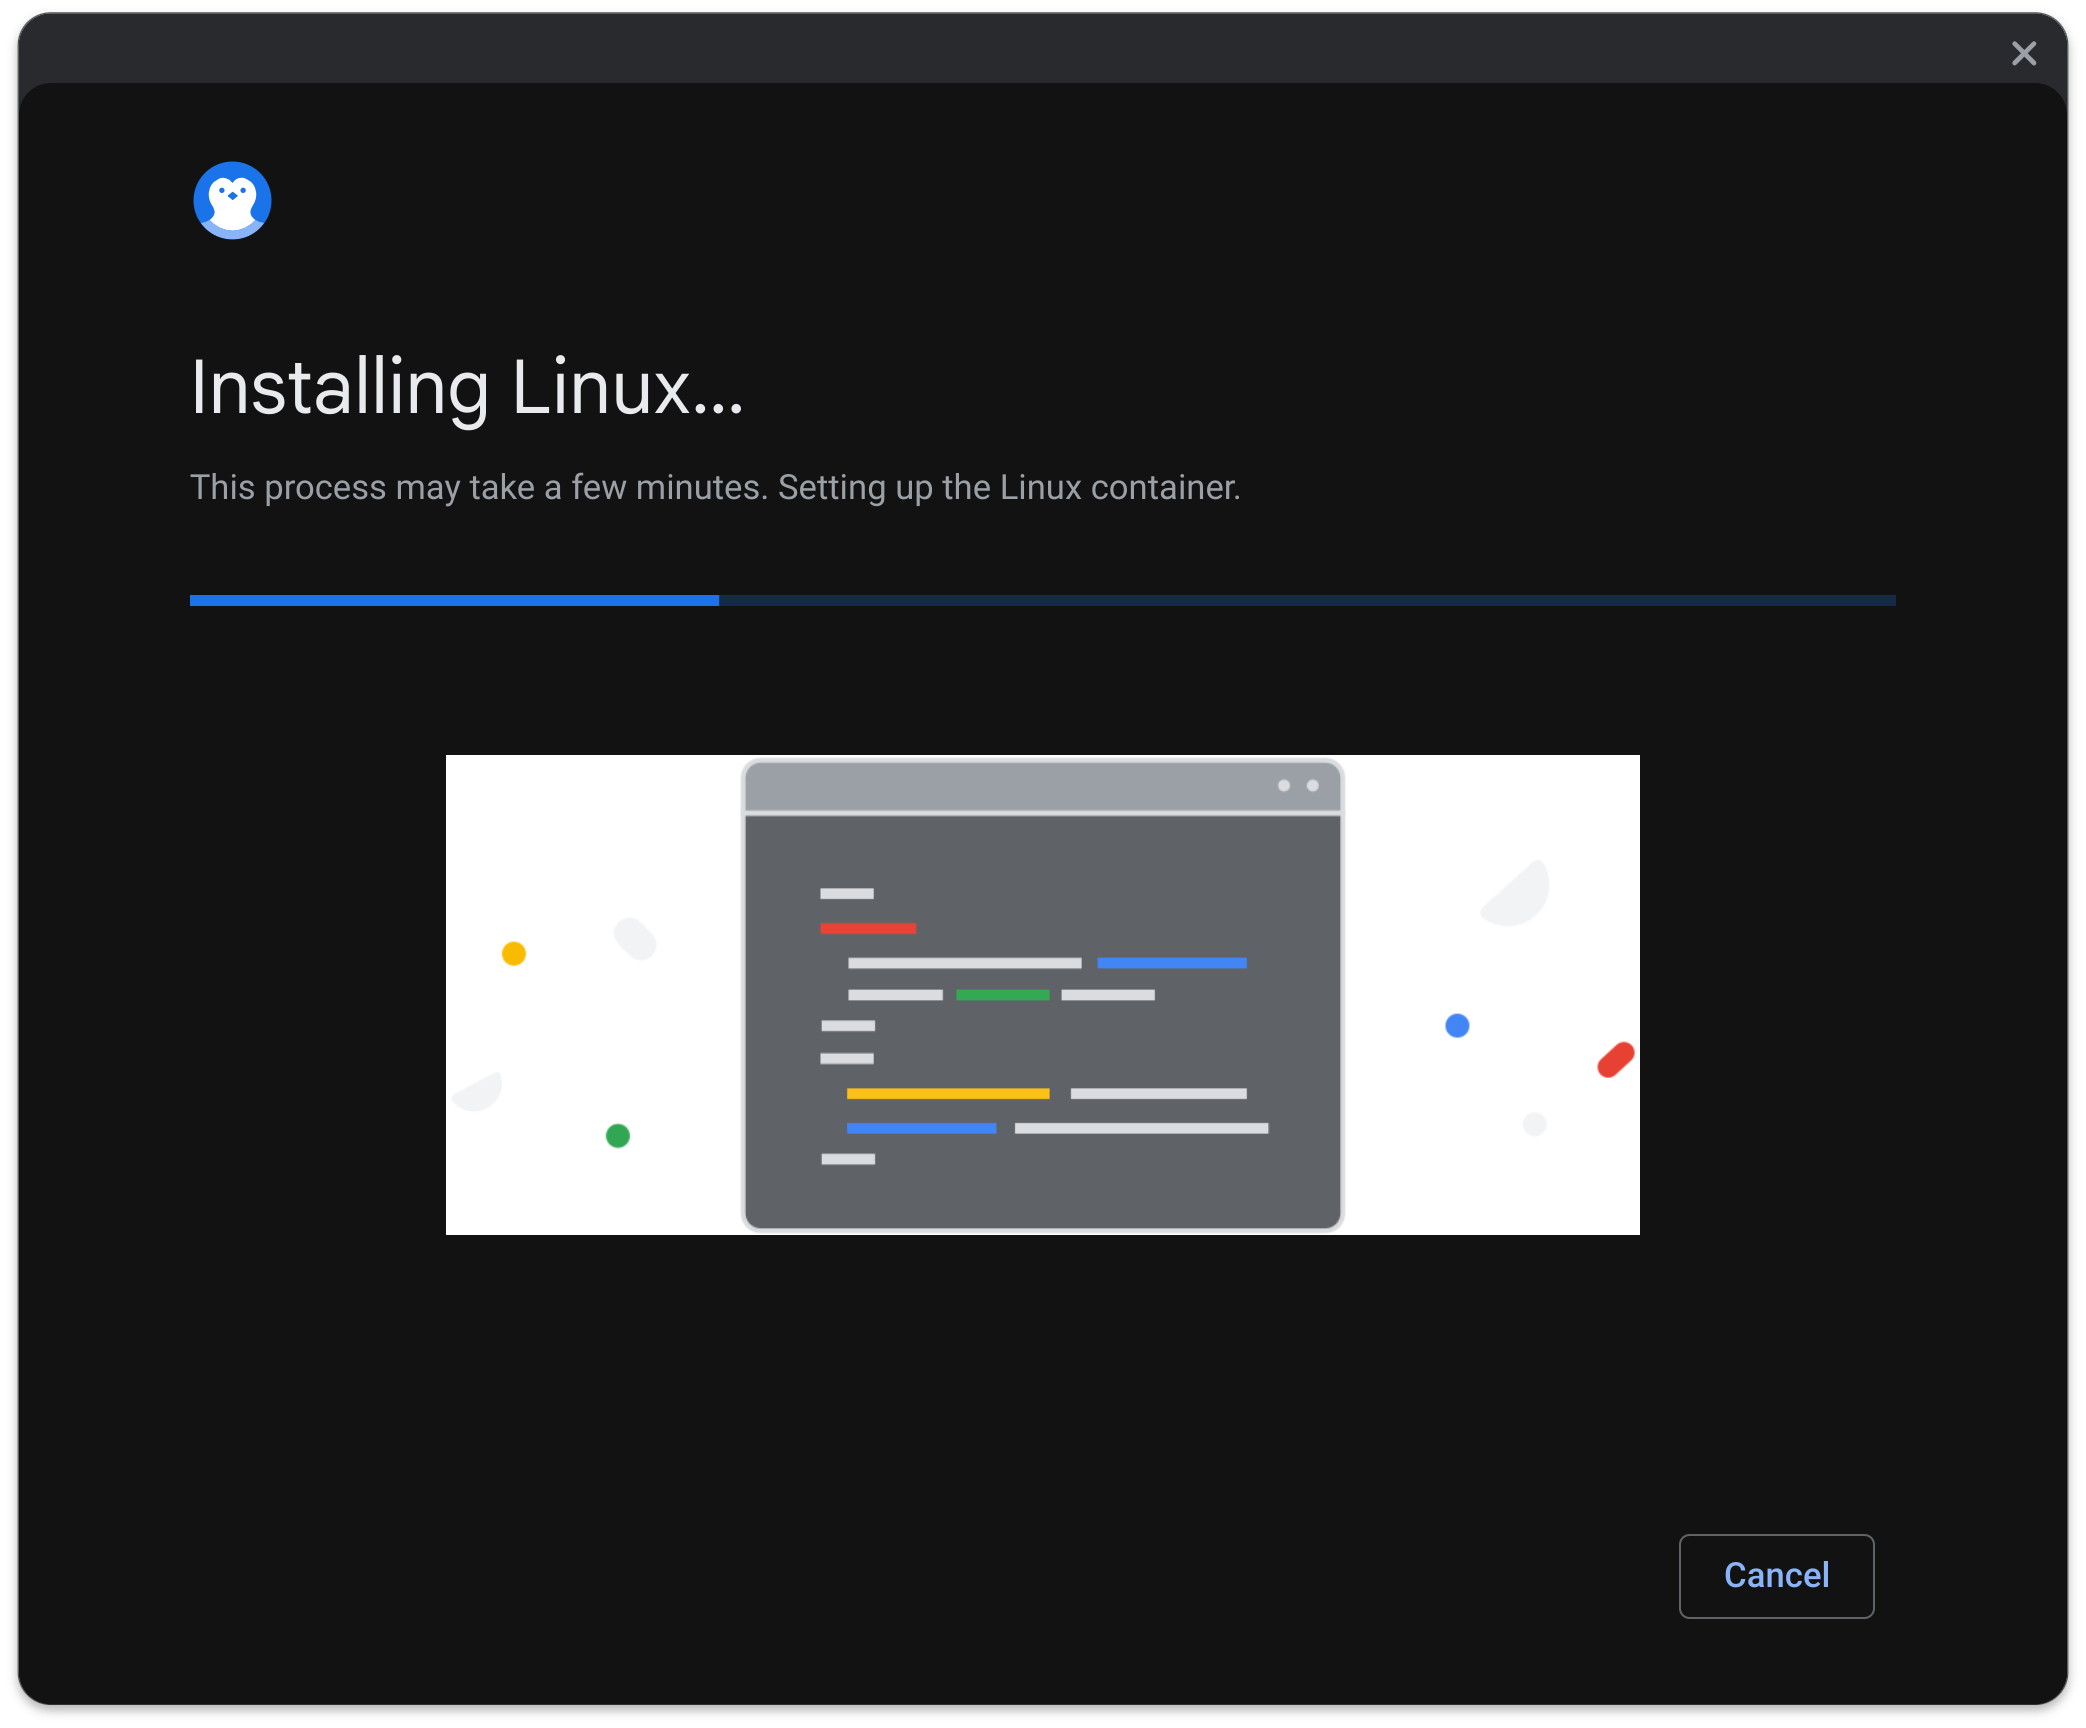 Installing Linux...
This process may take a few minutes. Setting up the Linux container.
Cancel